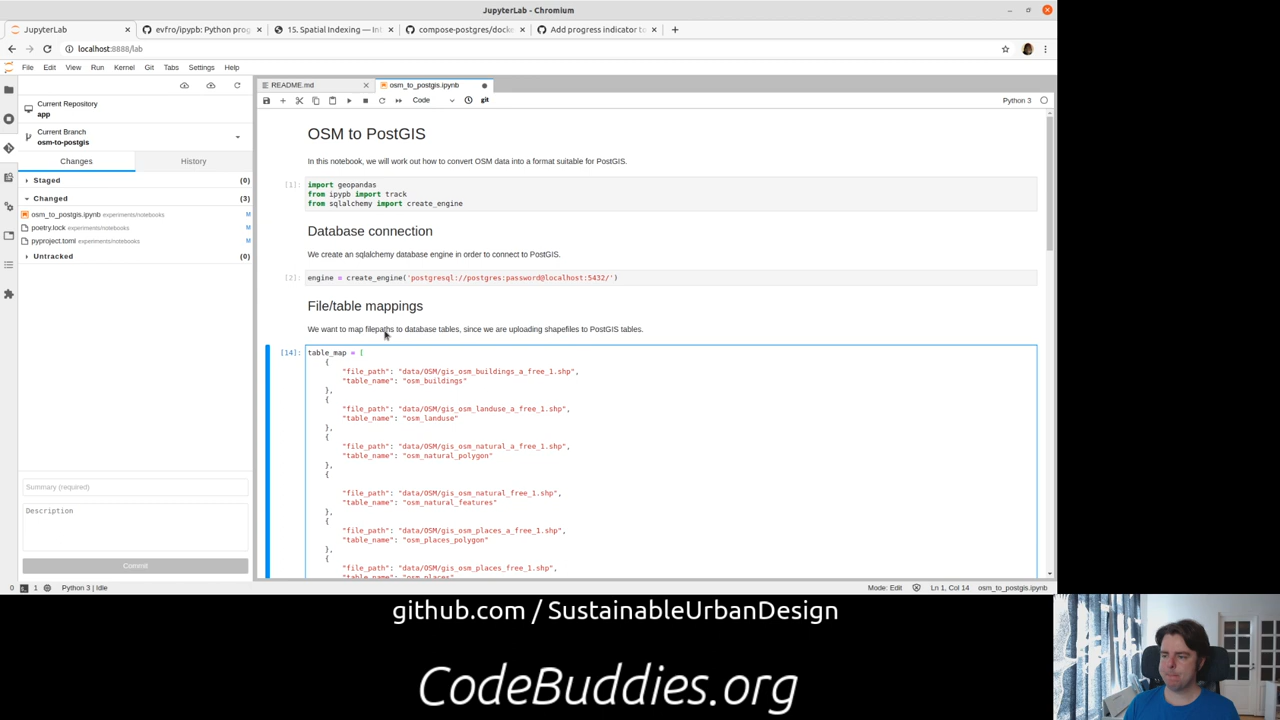 JupyterLab - Chromium
JupyterLab
evfro/ipypb: Python prog
15. Spatial Indexing — Int
compose-postgres/docke
Add progress indicator to
localhost:8888/lab
File Edit View Run Kernel Git Tabs Settings Help
README.md
osm_to_postgis.ipynb
Code
git
Python 3
Current Repository
app
Current Branch
osm-to-postgis
Changes
History
Staged (0)
Changed (3)
osm_to_postgis.ipynb experiments/notebooks M
poetry.lock experiments/notebooks M
pyproject.toml experiments/notebooks M
Untracked (0)
Summary (required)
Description
Commit
OSM to PostGIS
In this notebook, we will work out how to convert OSM data into a format suitable for PostGIS.
[1]: import geopandas
from ipypb import track
from sqlalchemy import create_engine
Database connection
We create an sqlalchemy database engine in order to connect to PostGIS.
[2]: engine = create_engine('postgresql://postgres:password@localhost:5432/')
File/table mappings
We want to map filepaths to database tables, since we are uploading shapefiles to PostGIS tables.
[14]: table_map = [
{
"file_path": "data/OSM/gis_osm_buildings_a_free_1.shp",
"table_name": "osm_buildings"
},
{
"file_path": "data/OSM/gis_osm_landuse_a_free_1.shp",
"table_name": "osm_landuse"
},
{
"file_path": "data/OSM/gis_osm_natural_a_free_1.shp",
"table_name": "osm_natural_polygon"
},
{
"file_path": "data/OSM/gis_osm_natural_free_1.shp",
"table_name": "osm_natural_features"
},
{
"file_path": "data/OSM/gis_osm_places_a_free_1.shp",
"table_name": "osm_places_polygon"
},
{
"file_path": "data/OSM/gis_osm_places_free_1.shp",
"table_name": "osm_places"
0 1 Python 3 | Idle
Mode: Edit
Ln 1, Col 14
osm_to_postgis.ipynb
github.com / SustainableUrbanDesign
CodeBuddies.org